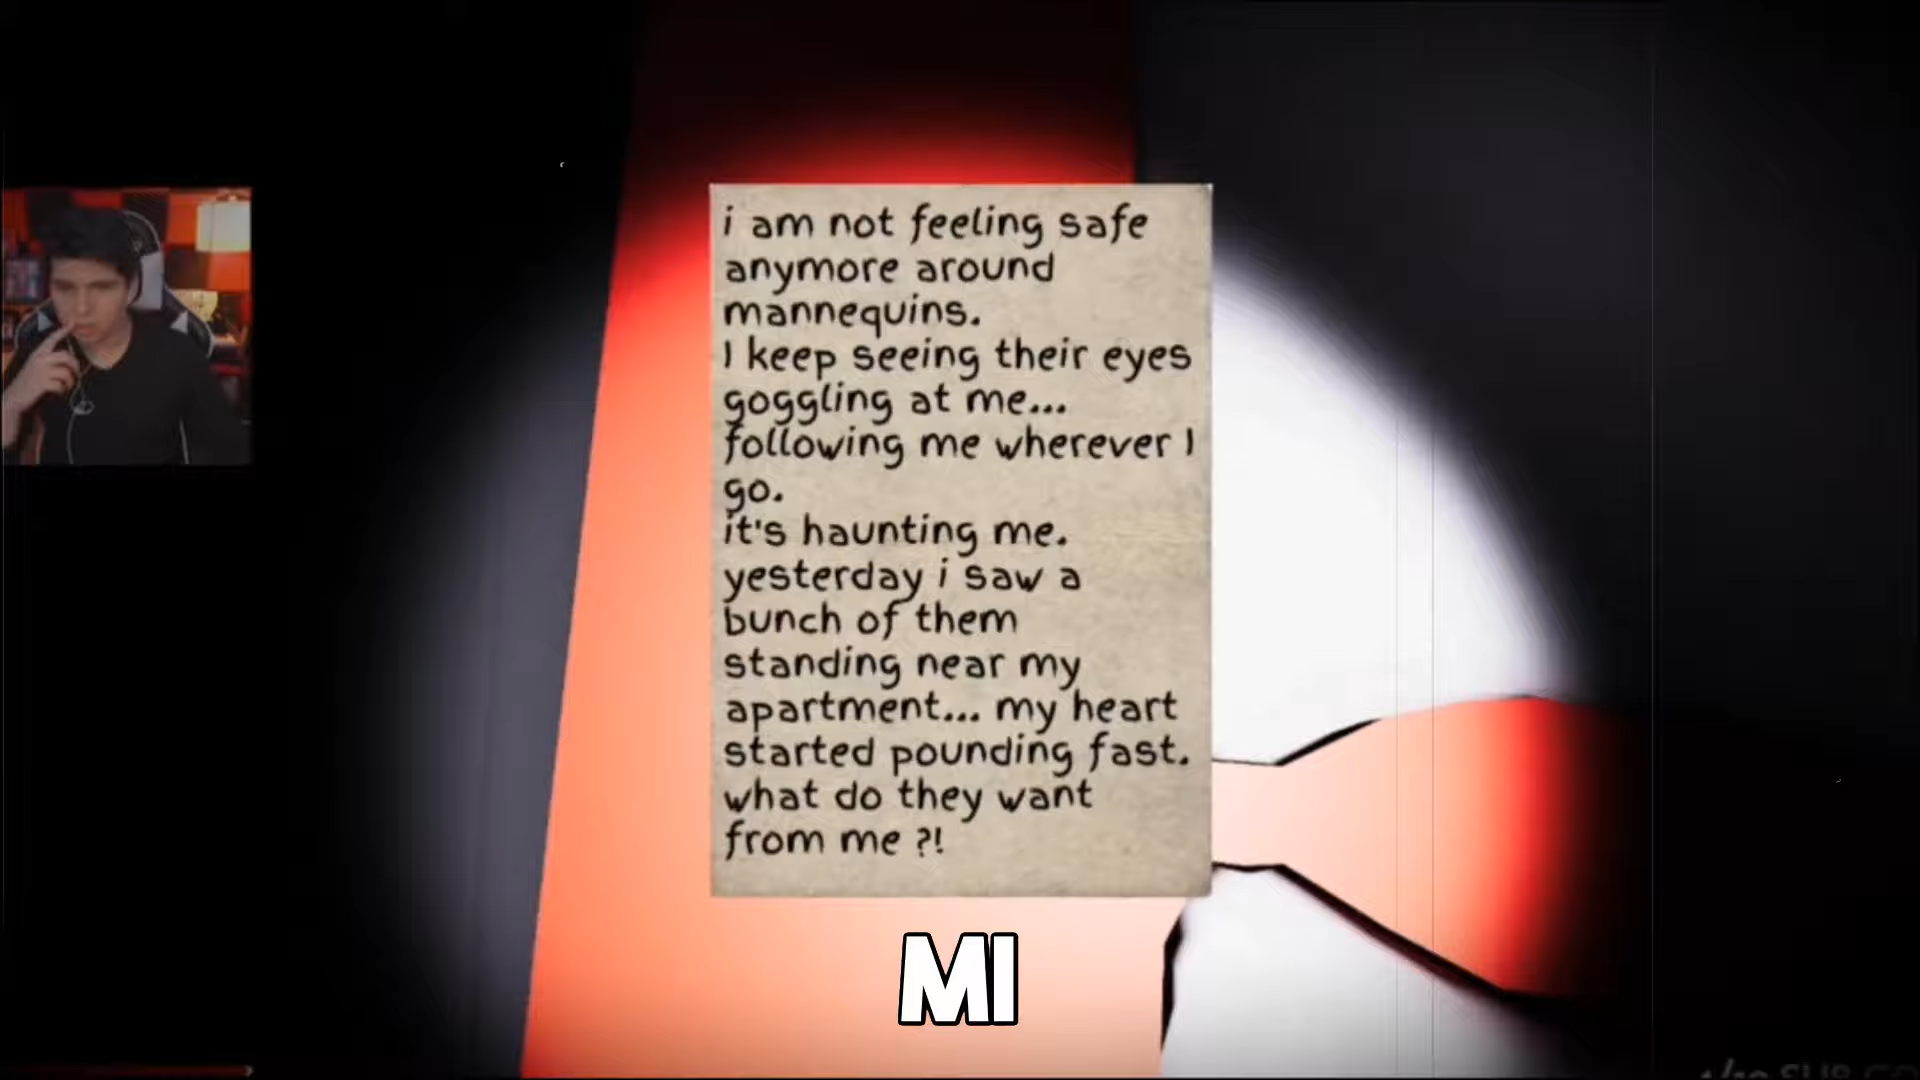 i am not feeling safe
anymore around
mannequins.
I keep seeing their eyes
goggling at me...
following me wherever I
go.
it's haunting me.
yesterday i saw a
bunch of them
standing near my
apartment... my heart
started pounding fast.
what do they want
from me ?!
MI